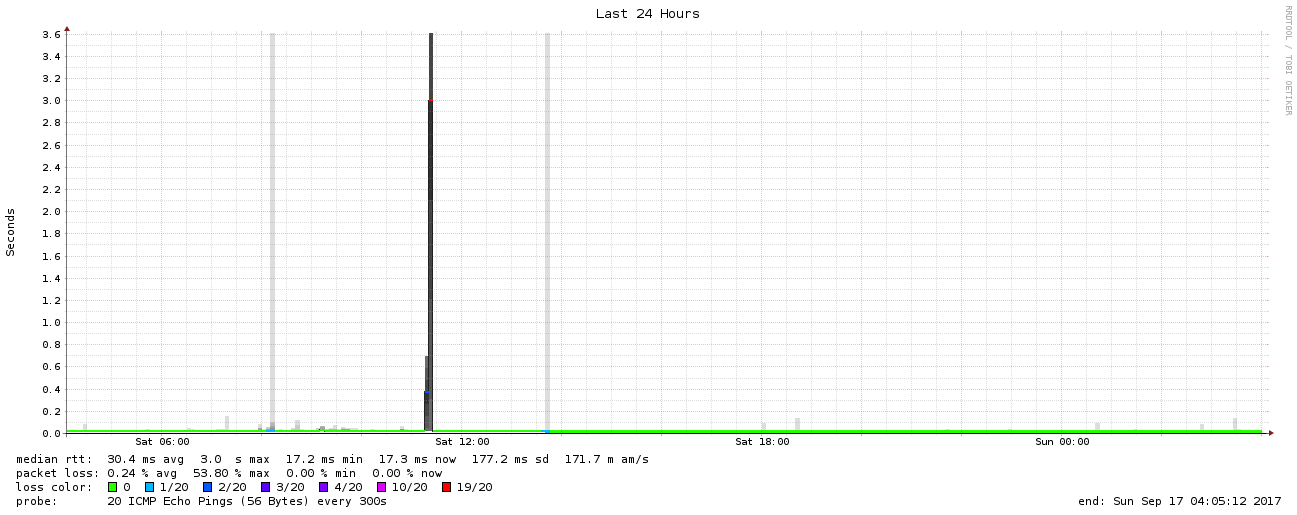 Last 24 Hours
RRDTOOL / TOBI OETIKER
Seconds
3.6
3.4
3.2
3.0
2.8
2.6
2.4
2.2
2.0
1.8
1.6
1.4
1.2
1.0
0.8
0.6
0.4
0.2
0.0
Sat 06:00 Sat 12:00 Sat 18:00 Sun 00:00
median rtt: 30.4 ms avg 3.0 s max 17.2 ms min 17.3 ms now 177.2 ms sd 171.7 m am/s
packet loss: 0.24 % avg 53.80 % max 0.00 % min 0.00 % now
loss color: 0 1/20 2/20 3/20 4/20 10/20 19/20
probe: 20 ICMP Echo Pings (56 Bytes) every 300s end: Sun Sep 17 04:05:12 2017